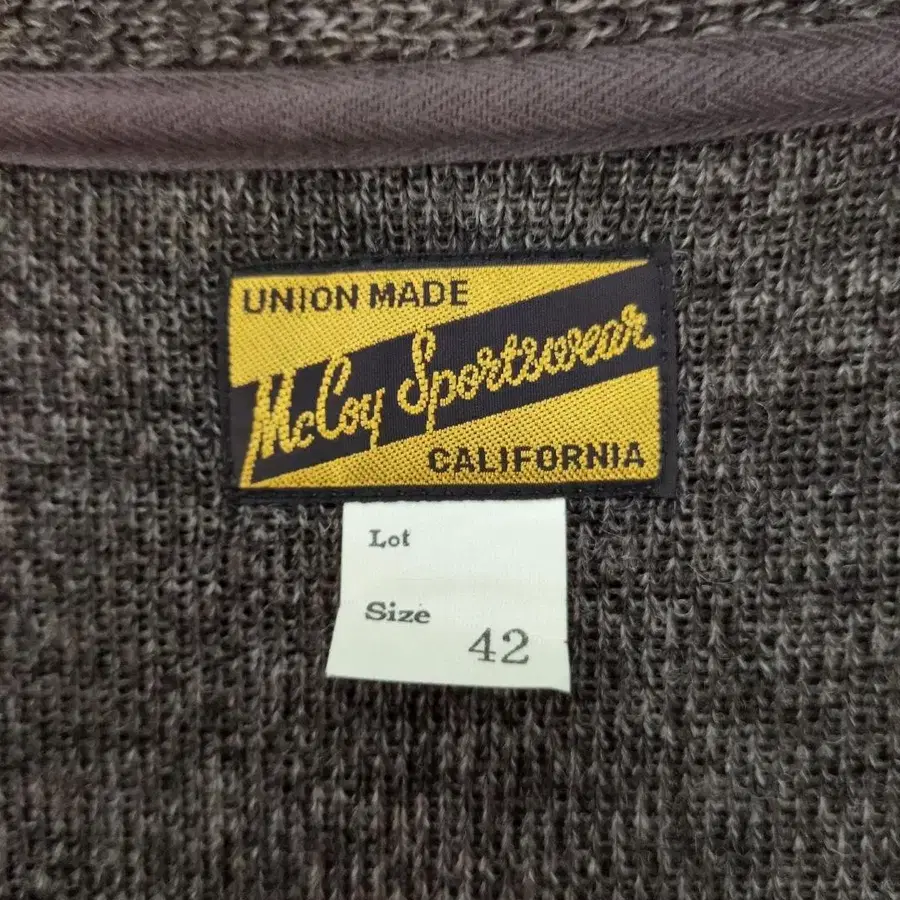 UNION MADE
McCoy Sportswear
CALIFORNIA
Lot
Size
42